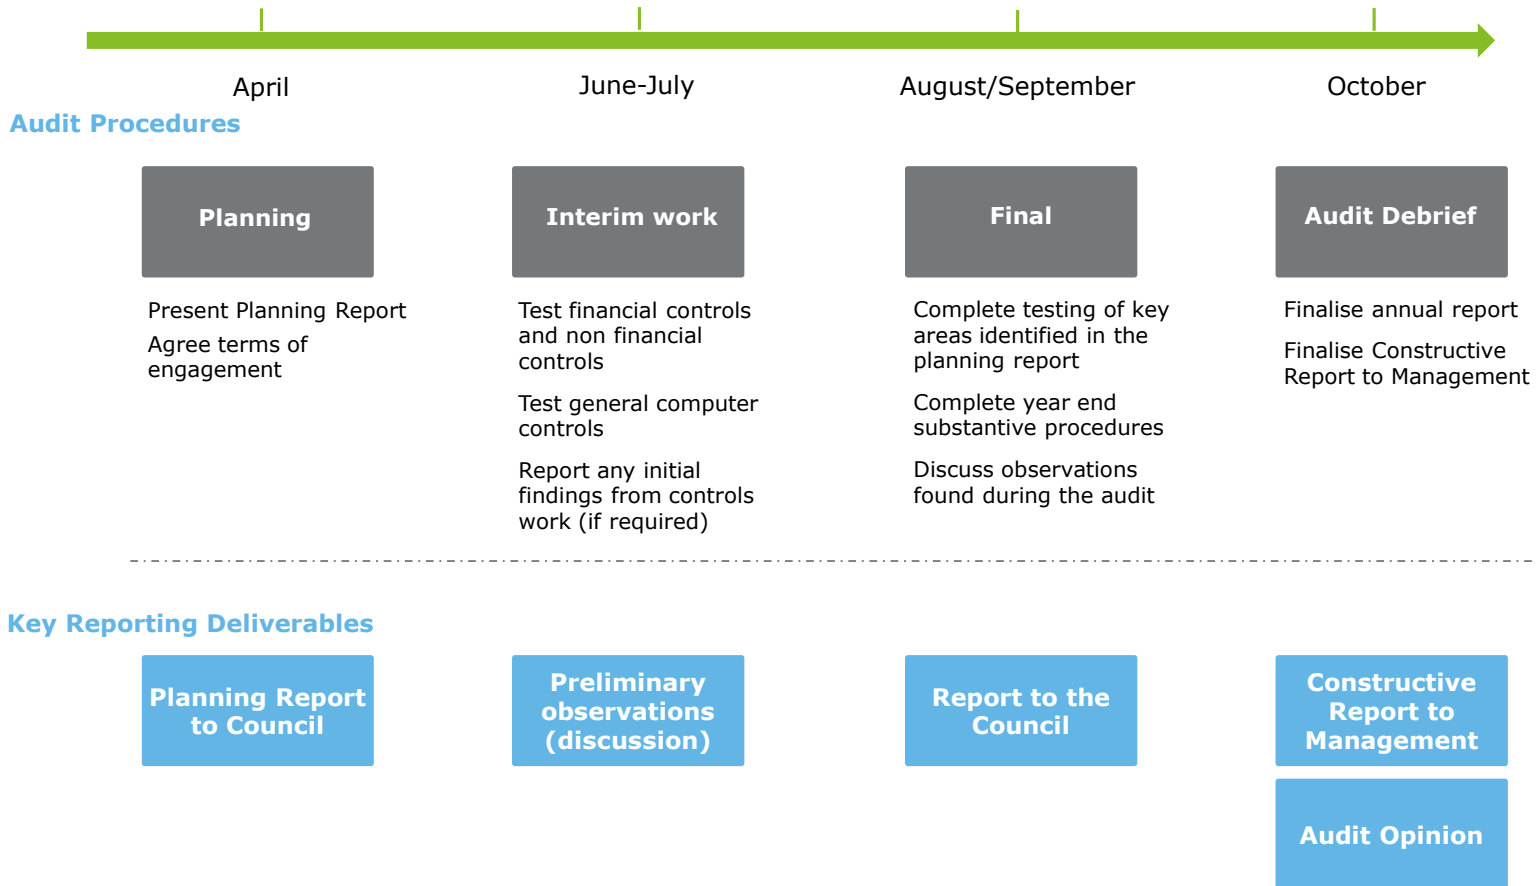 April
June-July
August/September
October
Audit Procedures
Planning
Interim work
Final
Audit Debrief
Present Planning Report
Agree terms of
engagement
Test financial controls
and non financial
controls
Test general computer
controls
Report any initial
findings from controls
work (if required)
Complete testing of key
areas identified in the
planning report
Complete year end
substantive procedures
Discuss observations
found during the audit
Finalise annual report
Finalise Constructive
Report to Management
Key Reporting Deliverables
Planning Report
to Council
Preliminary
observations
(discussion)
Report to the
Council
Constructive
Report to
Management
Audit Opinion